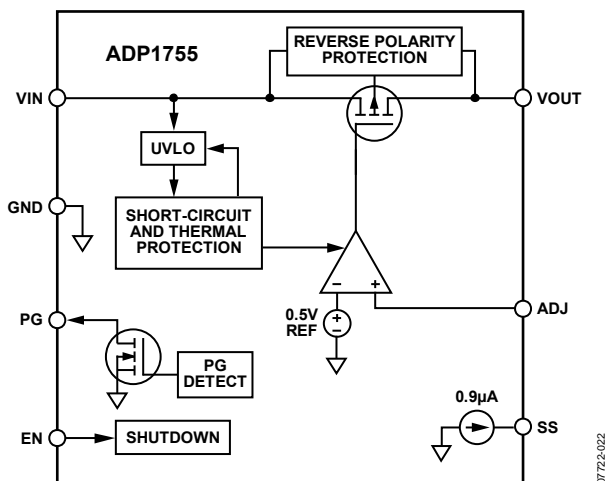 ADP1755
REVERSE POLARITY
PROTECTION
VIN
VOUT
UVLO
GND
SHORT-CIRCUIT
AND THERMAL
PROTECTION
− +
0.5V
REF
+
−
ADJ
PG
PG
DETECT
0.9µA
SS
EN
SHUTDOWN
07722-022